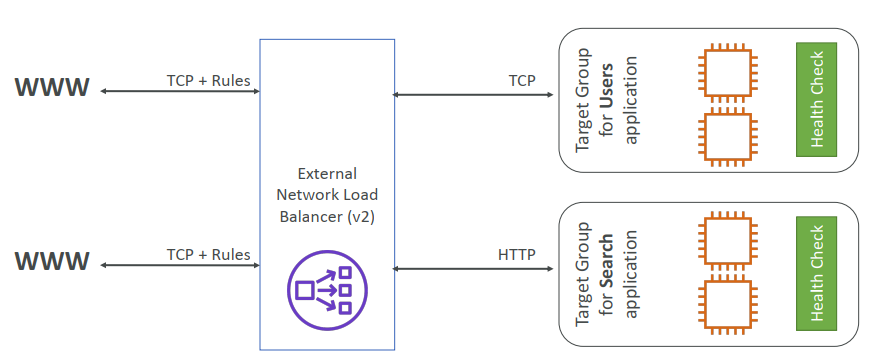 WWW
TCP + Rules
TCP
Target Group
for Users
application
Health Check
External
Network Load
Balancer (v2)
WWW
TCP + Rules
HTTP
Target Group
for Search
application
Health Check